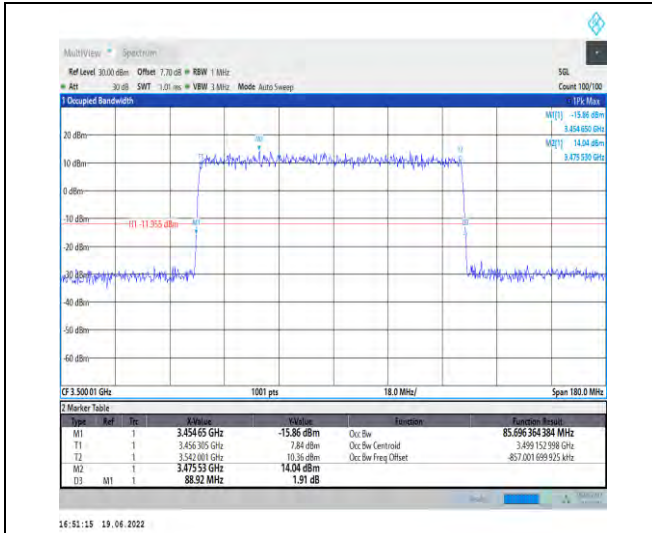 MultiView Spectrum
Ref Level 30.00 dBm Offset 7.70 dB RBW 1 MHz SGL
Att 30 dB SWT 1.01 ms VBW 3 MHz Mode Auto Sweep Count 100/100
1 Occupied Bandwidth 1Pk Max
M1[1] -15.86 dBm
3.454 650 GHz
M2[1] 14.04 dBm
3.475 530 GHz
20 dBm
M2
10 dBm
0 dBm
-10 dBm
H1 -11.955 dBm M1
-20 dBm
-30 dBm
-40 dBm
-50 dBm
-60 dBm
CF 3.500 01 GHz 1001 pts 18.0 MHz/ Span 180.0 MHz
2 Marker Table
Type Ref Trc X-Value Y-Value Function Function Result
M1 1 3.454 65 GHz -15.86 dBm Occ Bw 85.696 364 384 MHz
T1 1 3.456 305 GHz 7.84 dBm Occ Bw Centroid 3.499 152 998 GHz
T2 1 3.542 001 GHz 10.36 dBm Occ Bw Freq Offset -857.001 699 925 kHz
M2 1 3.475 53 GHz 14.04 dBm
D3 M1 1 88.92 MHz 1.91 dB
16:51:15 19.06.2022